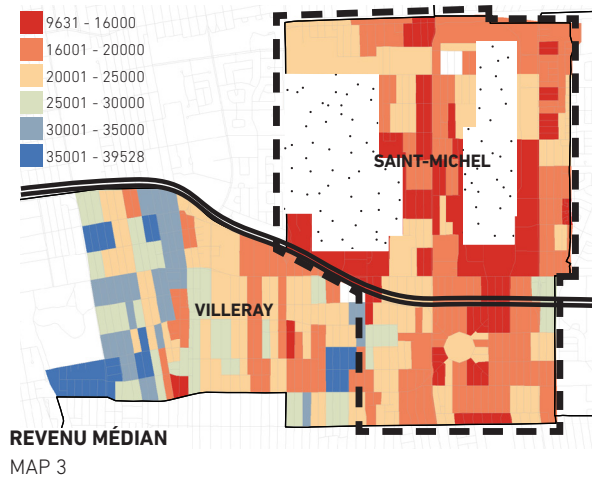 9631 - 16000
16001 - 20000
20001 - 25000
25001 - 30000
30001 - 35000
35001 - 39528
SAINT-MICHEL
VILLERAY
REVENU MÉDIAN
MAP 3